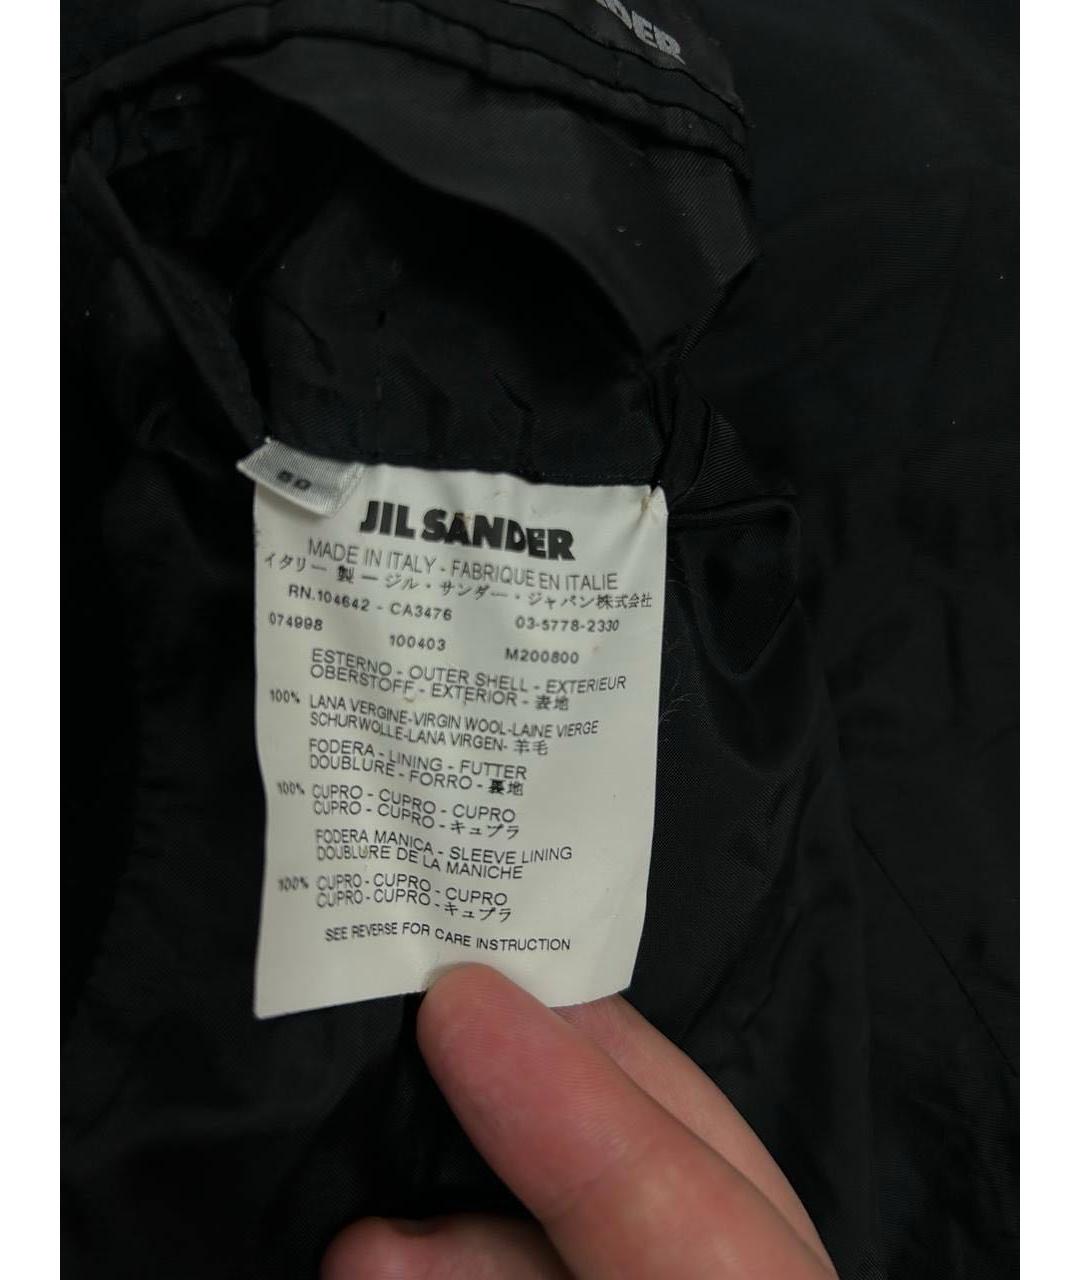 DER
50
JIL SANDER
MADE IN ITALY - FABRIQUE EN ITALIE
イタリー 製 ー ジル・サンダー・ジャパン株式会社
RN.104642 - CA3476 03-5778-2330
074998 100403 M200800
ESTERNO - OUTER SHELL - EXTERIEUR
OBERSTOFF - EXTERIOR - 表地
100% LANA VERGINE-VIRGIN WOOL-LAINE VIERGE
SCHURWOLLE-LANA VIRGEN- 羊毛
FODERA - LINING - FUTTER
DOUBLURE - FORRO - 裏地
100% CUPRO - CUPRO - CUPRO
CUPRO - CUPRO - キュプラ
FODERA MANICA - SLEEVE LINING
DOUBLURE DE LA MANICHE
100% CUPRO - CUPRO - CUPRO
CUPRO - CUPRO - キュプラ
SEE REVERSE FOR CARE INSTRUCTION